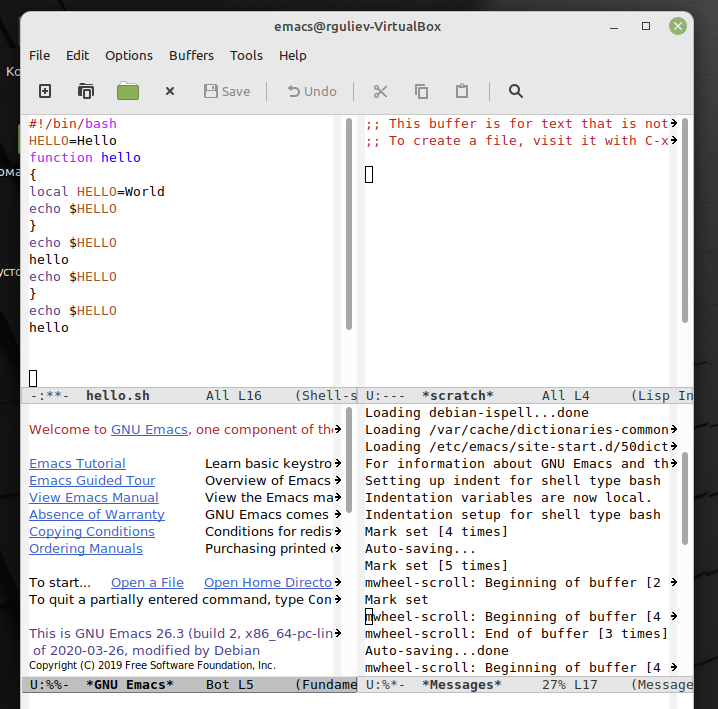 Ко
ома
усто
emacs@rguliev-VirtualBox
File Edit Options Buffers Tools Help
Save Undo
#!/bin/bash
HELLO=Hello
function hello
{
local HELLO=World
echo $HELLO
}
echo $HELLO
hello
echo $HELLO
}
echo $HELLO
hello
-:**- hello.sh All L16 (Shell-s
;; This buffer is for text that is not
;; To create a file, visit it with C-x
U:--- *scratch* All L4 (Lisp In
Welcome to GNU Emacs, one component of the
Emacs Tutorial Learn basic keystro
Emacs Guided Tour Overview of Emacs
View Emacs Manual View the Emacs ma
Absence of Warranty GNU Emacs comes
Copying Conditions Conditions for redis
Ordering Manuals Purchasing printed c
To start... Open a File Open Home Directo
To quit a partially entered command, type Con
This is GNU Emacs 26.3 (build 2, x86_64-pc-lin
of 2020-03-26, modified by Debian
Copyright (C) 2019 Free Software Foundation, Inc.
U:%%- *GNU Emacs* Bot L5 (Fundame
Loading debian-ispell...done
Loading /var/cache/dictionaries-common
Loading /etc/emacs/site-start.d/50dict
For information about GNU Emacs and th
Setting up indent for shell type bash
Indentation variables are now local.
Indentation setup for shell type bash
Mark set [4 times]
Auto-saving...
Mark set [5 times]
mwheel-scroll: Beginning of buffer [2
Mark set
mwheel-scroll: Beginning of buffer [4
mwheel-scroll: End of buffer [3 times]
Auto-saving...done
mwheel-scroll: Beginning of buffer [4
U:%*- *Messages* 27% L17 (Message